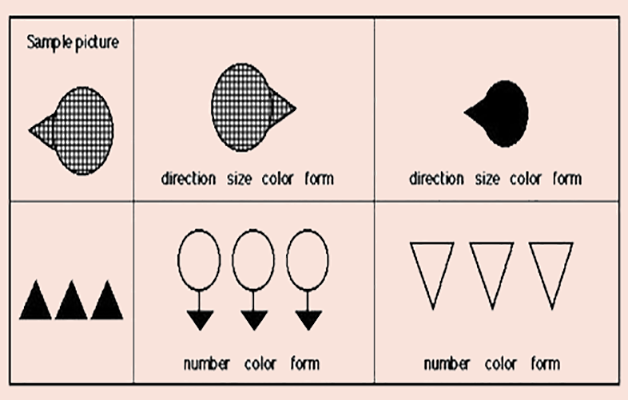 Sample picture
direction size color form
direction size color form
number color form
number color form